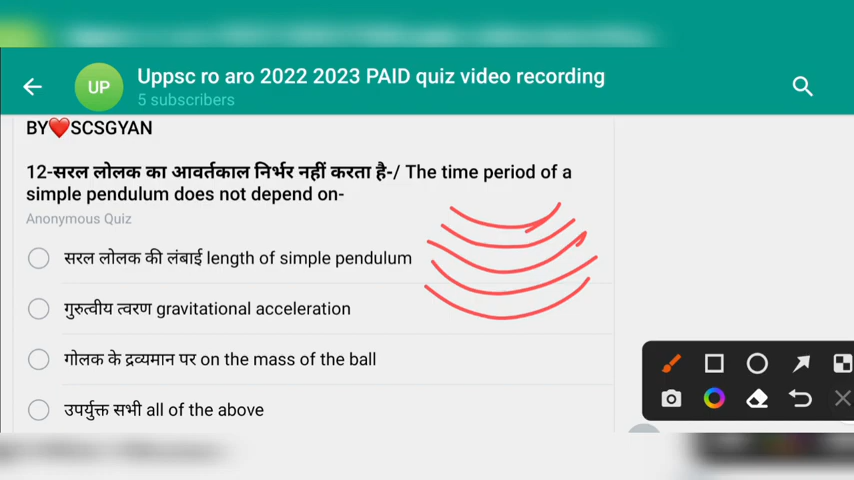 UP
Uppsc ro aro 2022 2023 PAID quiz video recording
5 subscribers
BY❤️SCSGYAN
12-सरल लोलक का आवर्तकाल निर्भर नहीं करता है-/ The time period of a
simple pendulum does not depend on-
Anonymous Quiz
सरल लोलक की लंबाई length of simple pendulum
गुरुत्वीय त्वरण gravitational acceleration
गोलक के द्रव्यमान पर on the mass of the ball
उपर्युक्त सभी all of the above